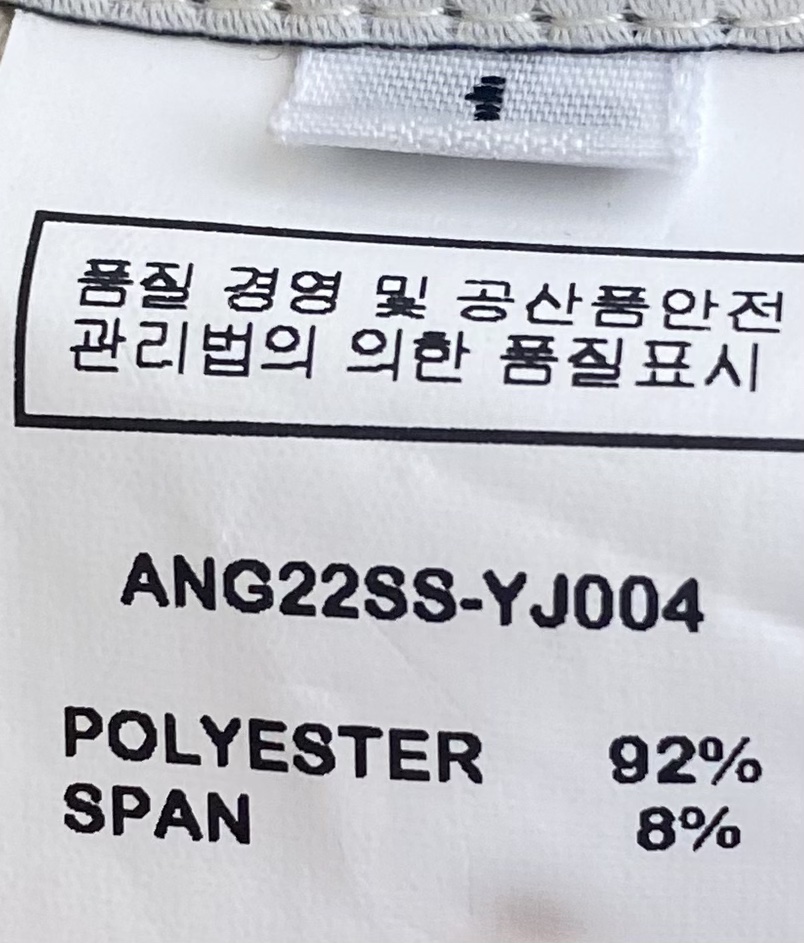 1
품질 경영 및 공산품안전
관리법의 의한 품질표시
ANG22SS-YJ004
POLYESTER 92%
SPAN 8%